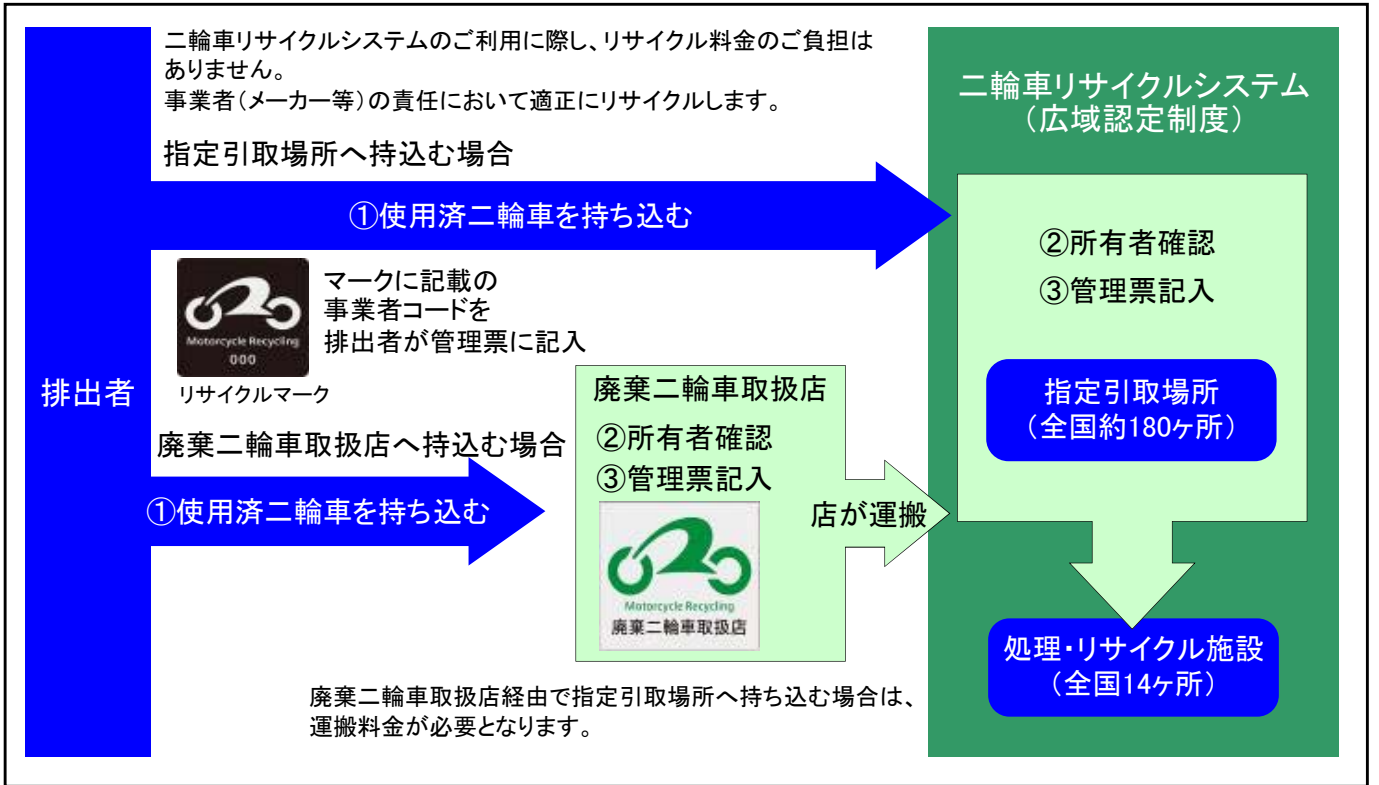 二輪車リサイクルシステムのご利用に際し、リサイクル料金のご負担は
ありません。
事業者（メーカー等）の責任において適正にリサイクルします。
指定引取場所へ持込む場合
①使用済二輪車を持ち込む
Motorcycle Recycling
000
リサイクルマーク
マークに記載の
事業者コードを
排出者が管理票に記入
排出者
廃棄二輪車取扱店へ持込む場合
①使用済二輪車を持ち込む
廃棄二輪車取扱店
②所有者確認
③管理票記入
Motorcycle Recycling
廃棄二輪車取扱店
店が運搬
廃棄二輪車取扱店経由で指定引取場所へ持ち込む場合は、
運搬料金が必要となります。
二輪車リサイクルシステム
（広域認定制度）
②所有者確認
③管理票記入
指定引取場所
（全国約180ヶ所）
処理・リサイクル施設
（全国14ヶ所）